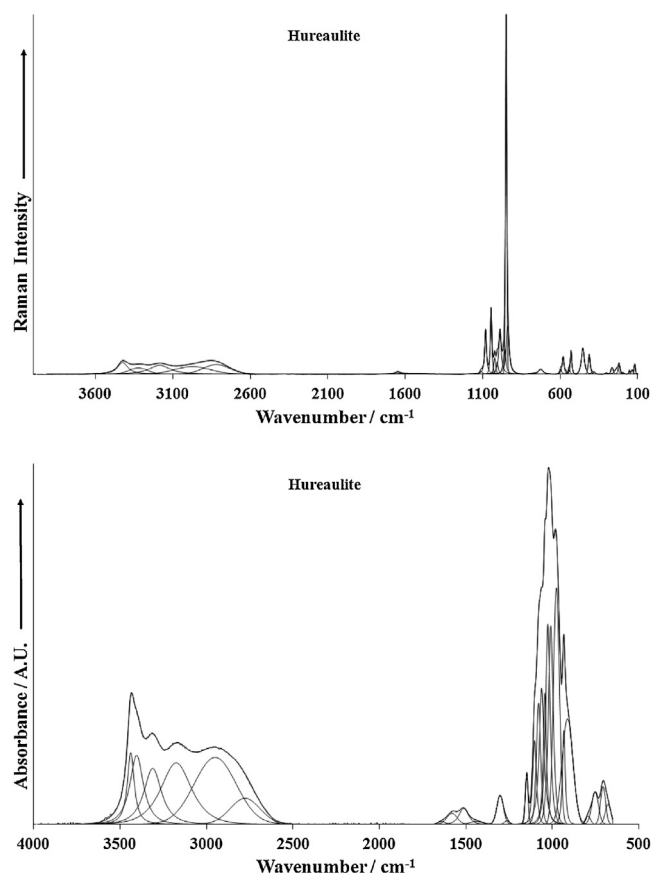 Hureaulite
Raman Intensity
3600 3100 2600 2100 1600 1100 600 100
Wavenumber / cm-1
Hureaulite
Absorbance / A.U.
4000 3500 3000 2500 2000 1500 1000 500
Wavenumber / cm-1